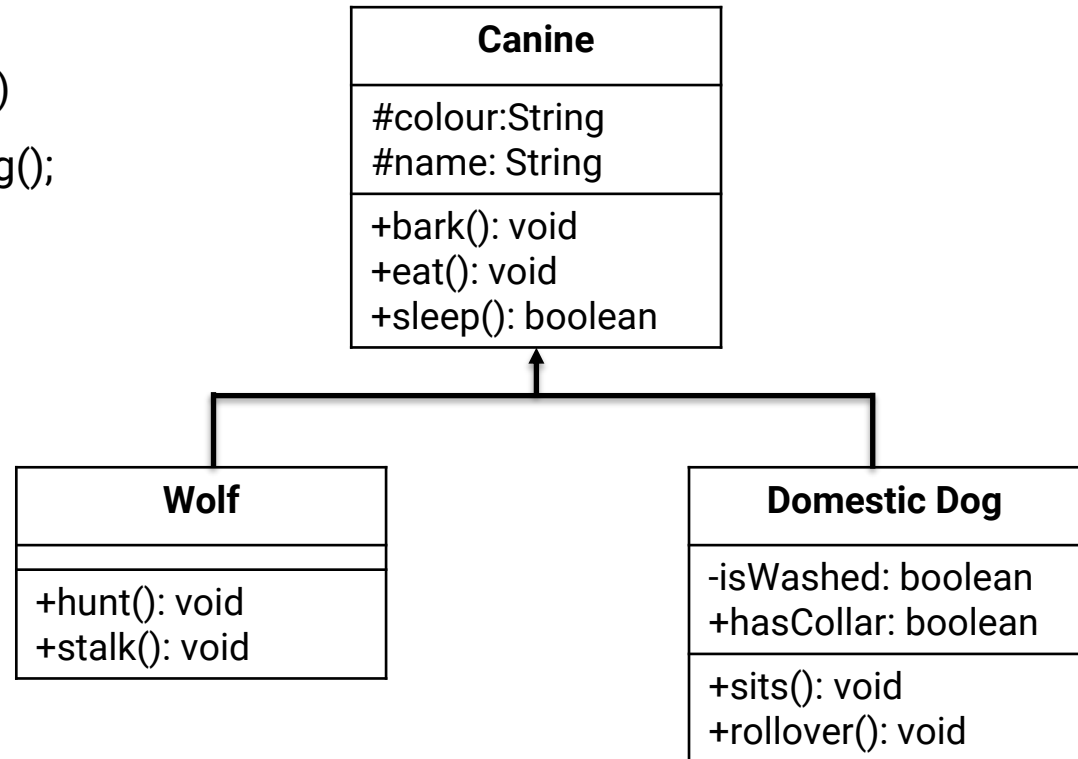 )
g();
Canine
#colour:String
#name: String
+bark(): void
+eat(): void
+sleep(): boolean
Wolf
+hunt(): void
+stalk(): void
Domestic Dog
-isWashed: boolean
+hasCollar: boolean
+sits(): void
+rollover(): void